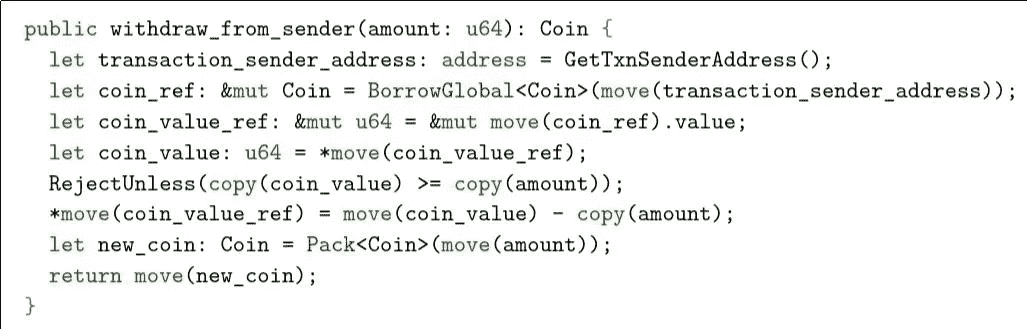 public withdraw_from_sender(amount: u64): Coin {
let transaction_sender_address: address = GetTxnSenderAddress();
let coin_ref: &mut Coin = BorrowGlobal<Coin>(move(transaction_sender_address));
let coin_value_ref: &mut u64 = &mut move(coin_ref).value;
let coin_value: u64 = *move(coin_value_ref);
RejectUnless(copy(coin_value) >= copy(amount));
*move(coin_value_ref) = move(coin_value) - copy(amount);
let new_coin: Coin = Pack<Coin>(move(amount));
return move(new_coin);
}